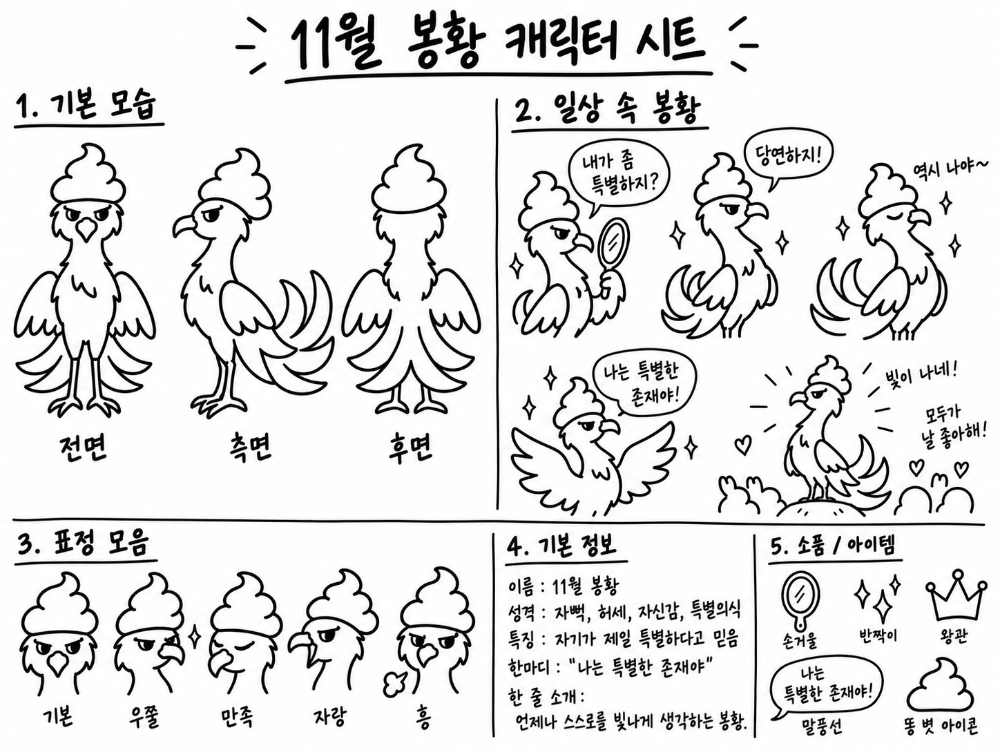 11월 봉황 캐릭터 시트
1. 기본 모습
전면
측면
후면
2. 일상 속 봉황
내가 좀
특별하지?
당연하지!
역시 나야~
나는 특별한
존재야!
빛이 나네!
모두가
날 좋아해!
3. 표정 모음
기본
우쭐
만족
자랑
흥
4. 기본 정보
이름 : 11월 봉황
성격 : 자뻑, 허세, 자신감, 특별의식
특징 : 자기가 제일 특별하다고 믿음
한마디 : "나는 특별한 존재야"
한 줄 소개 :
언제나 스스로를 빛나게 생각하는 봉황.
5. 소품 / 아이템
손거울
반짝이
왕관
나는
특별한 존재야!
말풍선
똥 볏 아이콘